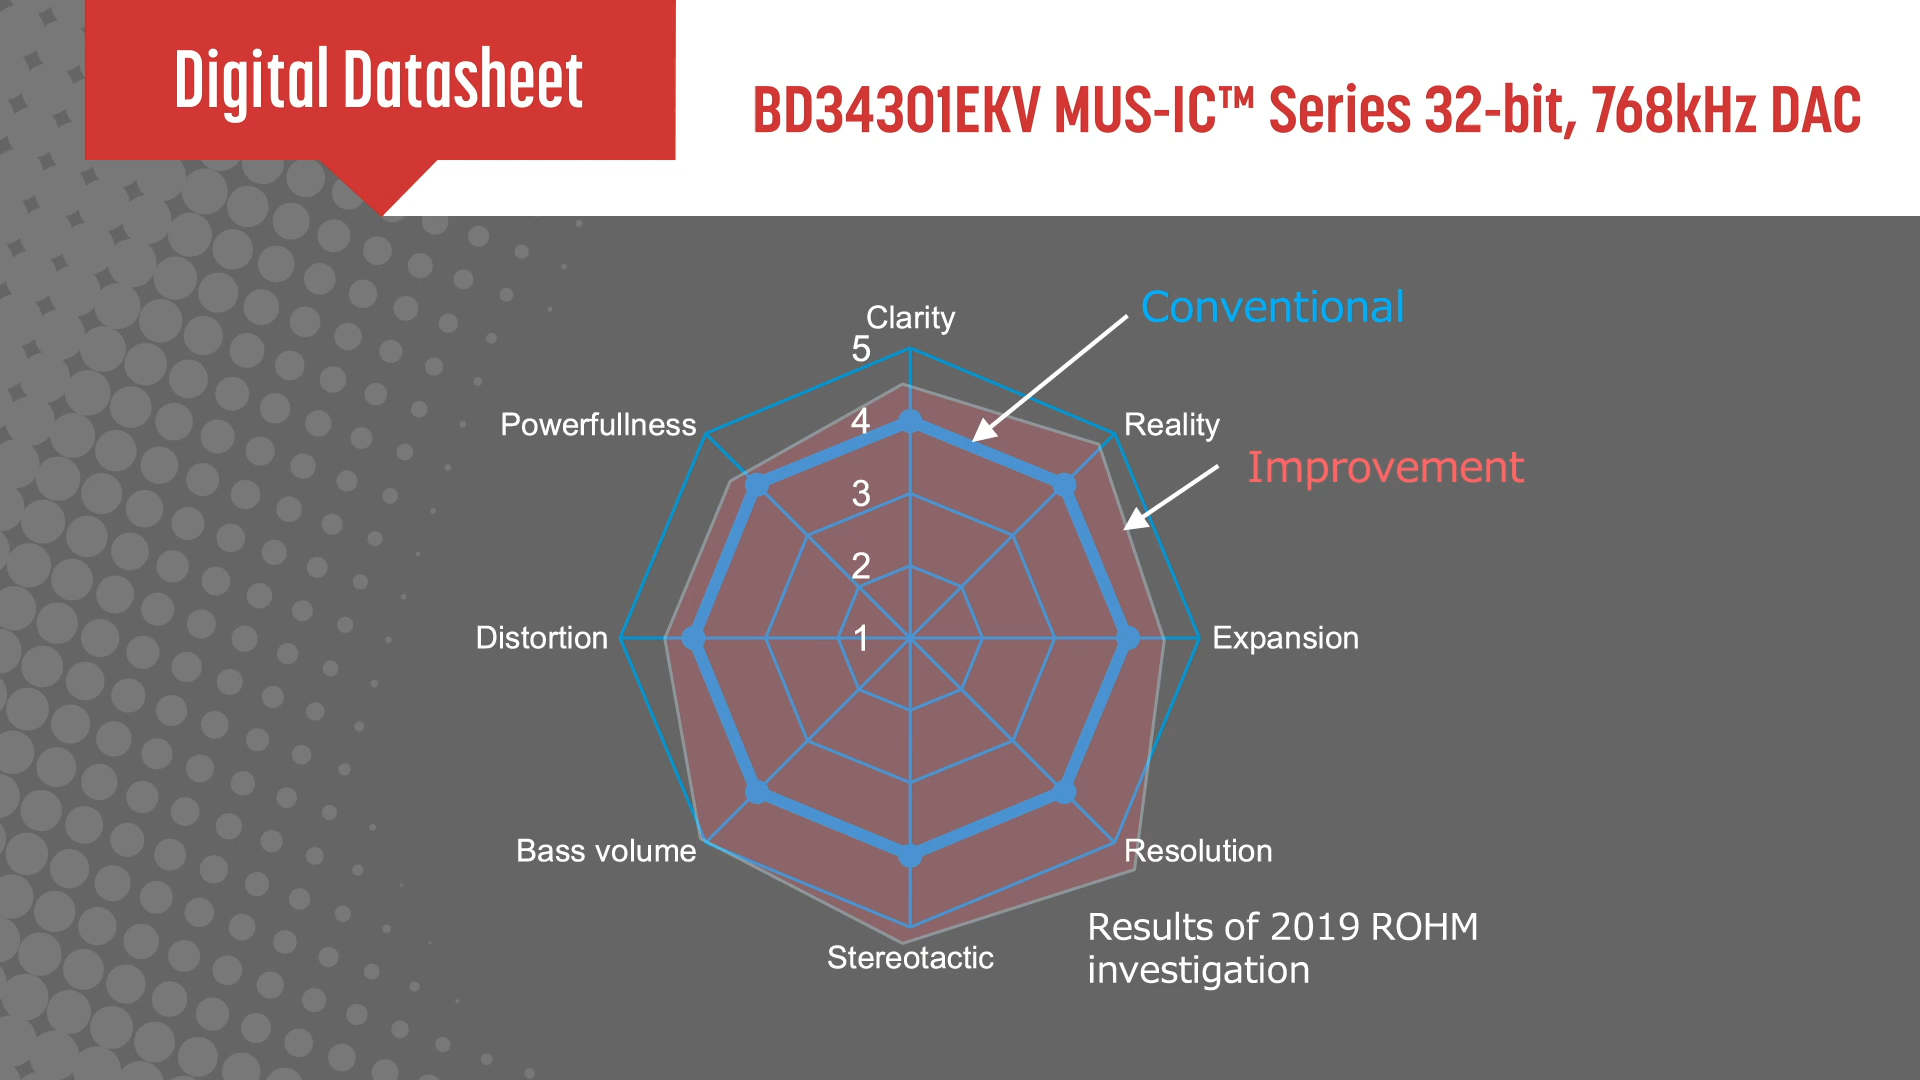 Digital Datasheet
BD34301EKV MUS-IC™ Series 32-bit, 768kHz DAC
Conventional
Clarity
5
Powerfullness
4
Reality
Improvement
3
2
Distortion
1
Expansion
Bass volume
Resolution
Stereotactic
Results of 2019 ROHM
investigation